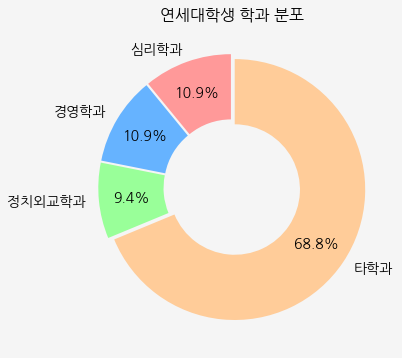 연세대학생 학과 분포
심리학과
10.9%
경영학과
10.9%
정치외교학과
9.4%
68.8%
타학과